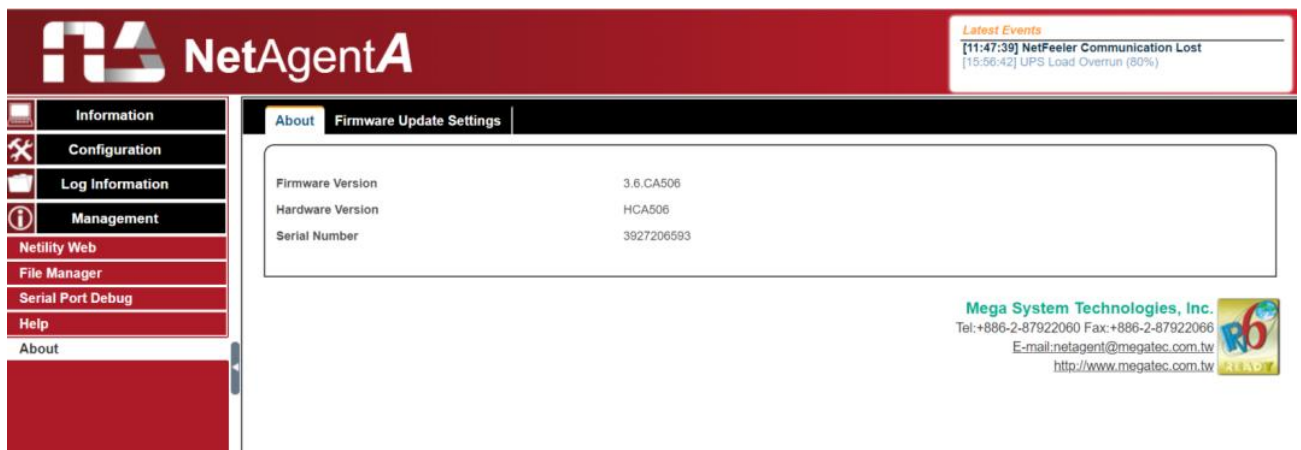 NetAgentA
Latest Events
[11:47:39] NetFeeler Communication Lost
[15:56:42] UPS Load Overrun (80%)
Information
Configuration
Log Information
Management
Netility Web
File Manager
Serial Port Debug
Help
About
About Firmware Update Settings
Firmware Version 3.6.CA506
Hardware Version HCA506
Serial Number 3927206593
Mega System Technologies, Inc.
Tel:+886-2-87922060 Fax:+886-2-87922066
E-mail:netagent@megatec.com.tw
http://www.megatec.com.tw
IPv6
READY